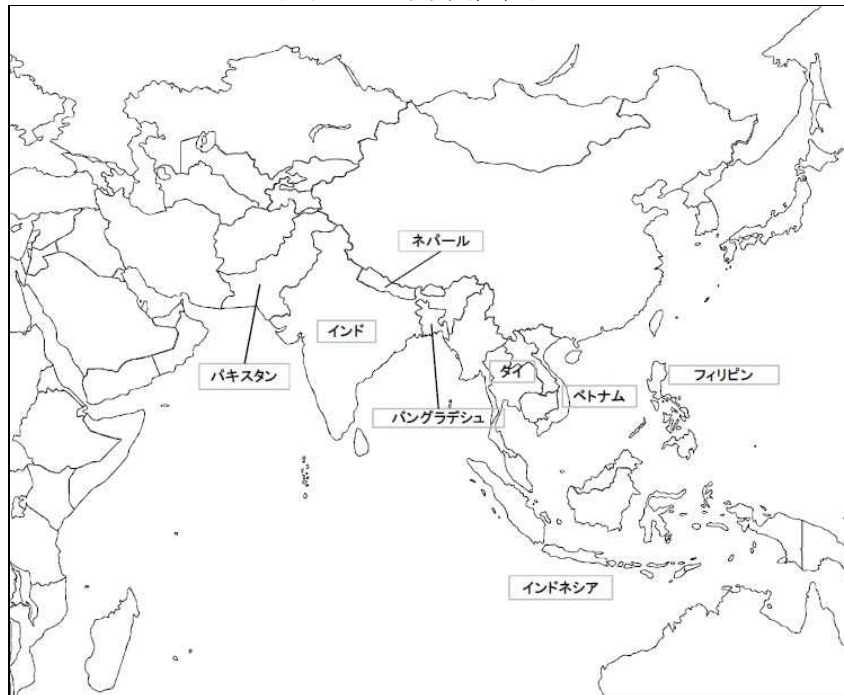 ネパール
インド
パキスタン
タイ
フィリピン
ベトナム
バングラデシュ
インドネシア